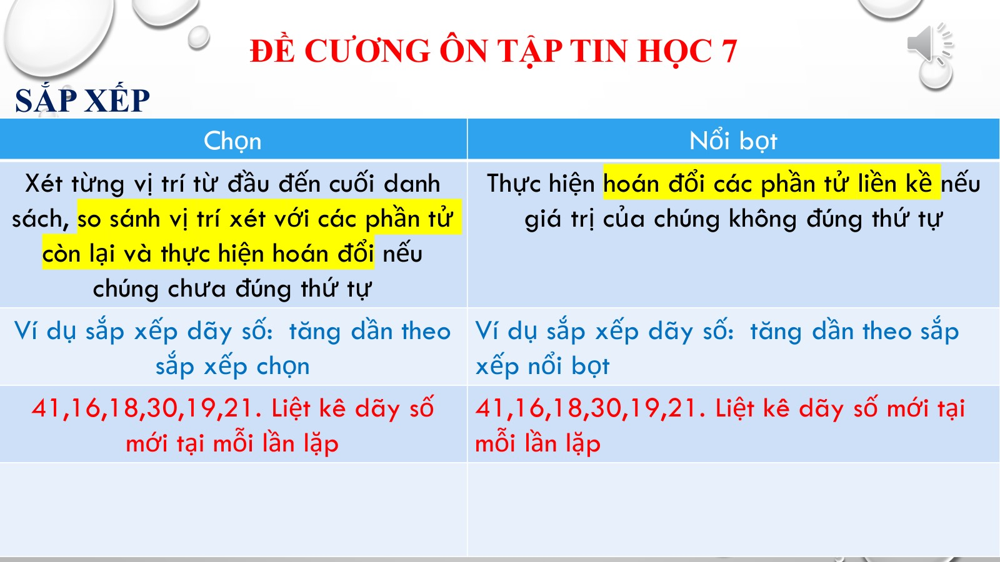 ĐỀ CƯƠNG ÔN TẬP TIN HỌC 7
SẮP XẾP
Chọn
Nổi bọt
Xét từng vị trí từ đầu đến cuối danh
sách, so sánh vị trí xét với các phần tử
còn lại và thực hiện hoán đổi nếu
chúng chưa đúng thứ tự
Thực hiện hoán đổi các phần tử liền kề nếu
giá trị của chúng không đúng thứ tự
Ví dụ sắp xếp dãy số: tăng dần theo
sắp xếp chọn
Ví dụ sắp xếp dãy số: tăng dần theo sắp
xếp nổi bọt
41,16,18,30,19,21. Liệt kê dãy số
mới tại mỗi lần lặp
41,16,18,30,19,21. Liệt kê dãy số mới tại
mỗi lần lặp